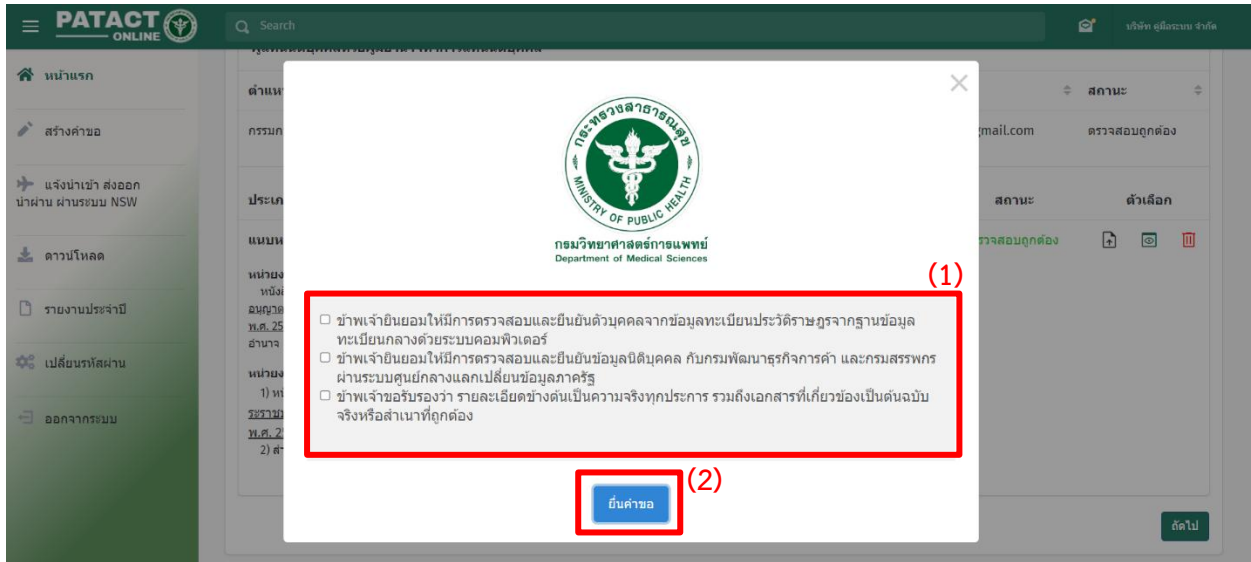 PATACT
ONLINE
Search
บริษัท คู่มือระบบ จำกัด
หน้าแรก
สร้างคำขอ
แจ้งนำเข้า ส่งออก
นำผ่าน ผ่านระบบ NSW
ดาวน์โหลด
รายงานประจำปี
เปลี่ยนรหัสผ่าน
ออกจากระบบ
สถานะ
ตรวจสอบถูกต้อง
สถานะ
ตัวเลือก
กระทรวงสาธารณสุข
MINISTRY OF PUBLIC HEALTH
กรมวิทยาศาสตร์การแพทย์
Department of Medical Sciences
(1)
ข้าพเจ้ายินยอมให้มีการตรวจสอบและยืนยันตัวบุคคลจากข้อมูลทะเบียนประวัติราษฎรจากฐานข้อมูล
ทะเบียนกลางด้วยระบบคอมพิวเตอร์
ข้าพเจ้ายินยอมให้มีการตรวจสอบและยืนยันข้อมูลนิติบุคคล กับกรมพัฒนาธุรกิจการค้า และกรมสรรพกร
ผ่านระบบศูนย์กลางแลกเปลี่ยนข้อมูลภาครัฐ
ข้าพเจ้าขอรับรองว่า รายละเอียดข้างต้นเป็นความจริงทุกประการ รวมถึงเอกสารที่เกี่ยวข้องเป็นต้นฉบับ
จริงหรือสำเนาที่ถูกต้อง
(2)
ยื่นคำขอ
ถัดไป